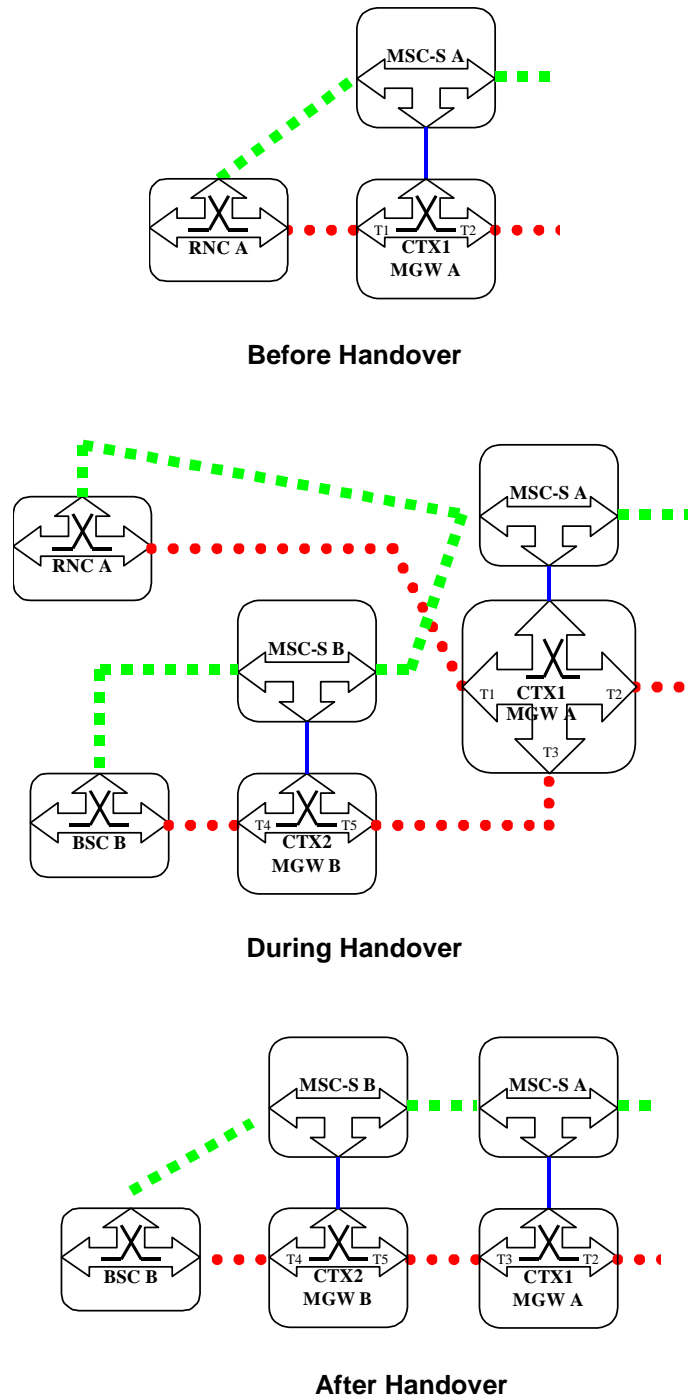 MSC-S A
RNC A
T1
T2
CTX1
MGW A
Before Handover
MSC-S A
RNC A
MSC-S B
T1
CTX1
T2
MGW A
T3
BSC B
T4
CTX2
T5
MGW B
During Handover
MSC-S B
MSC-S A
BSC B
T4
CTX2
T5
MGW B
T3
CTX1
T2
MGW A
After Handover